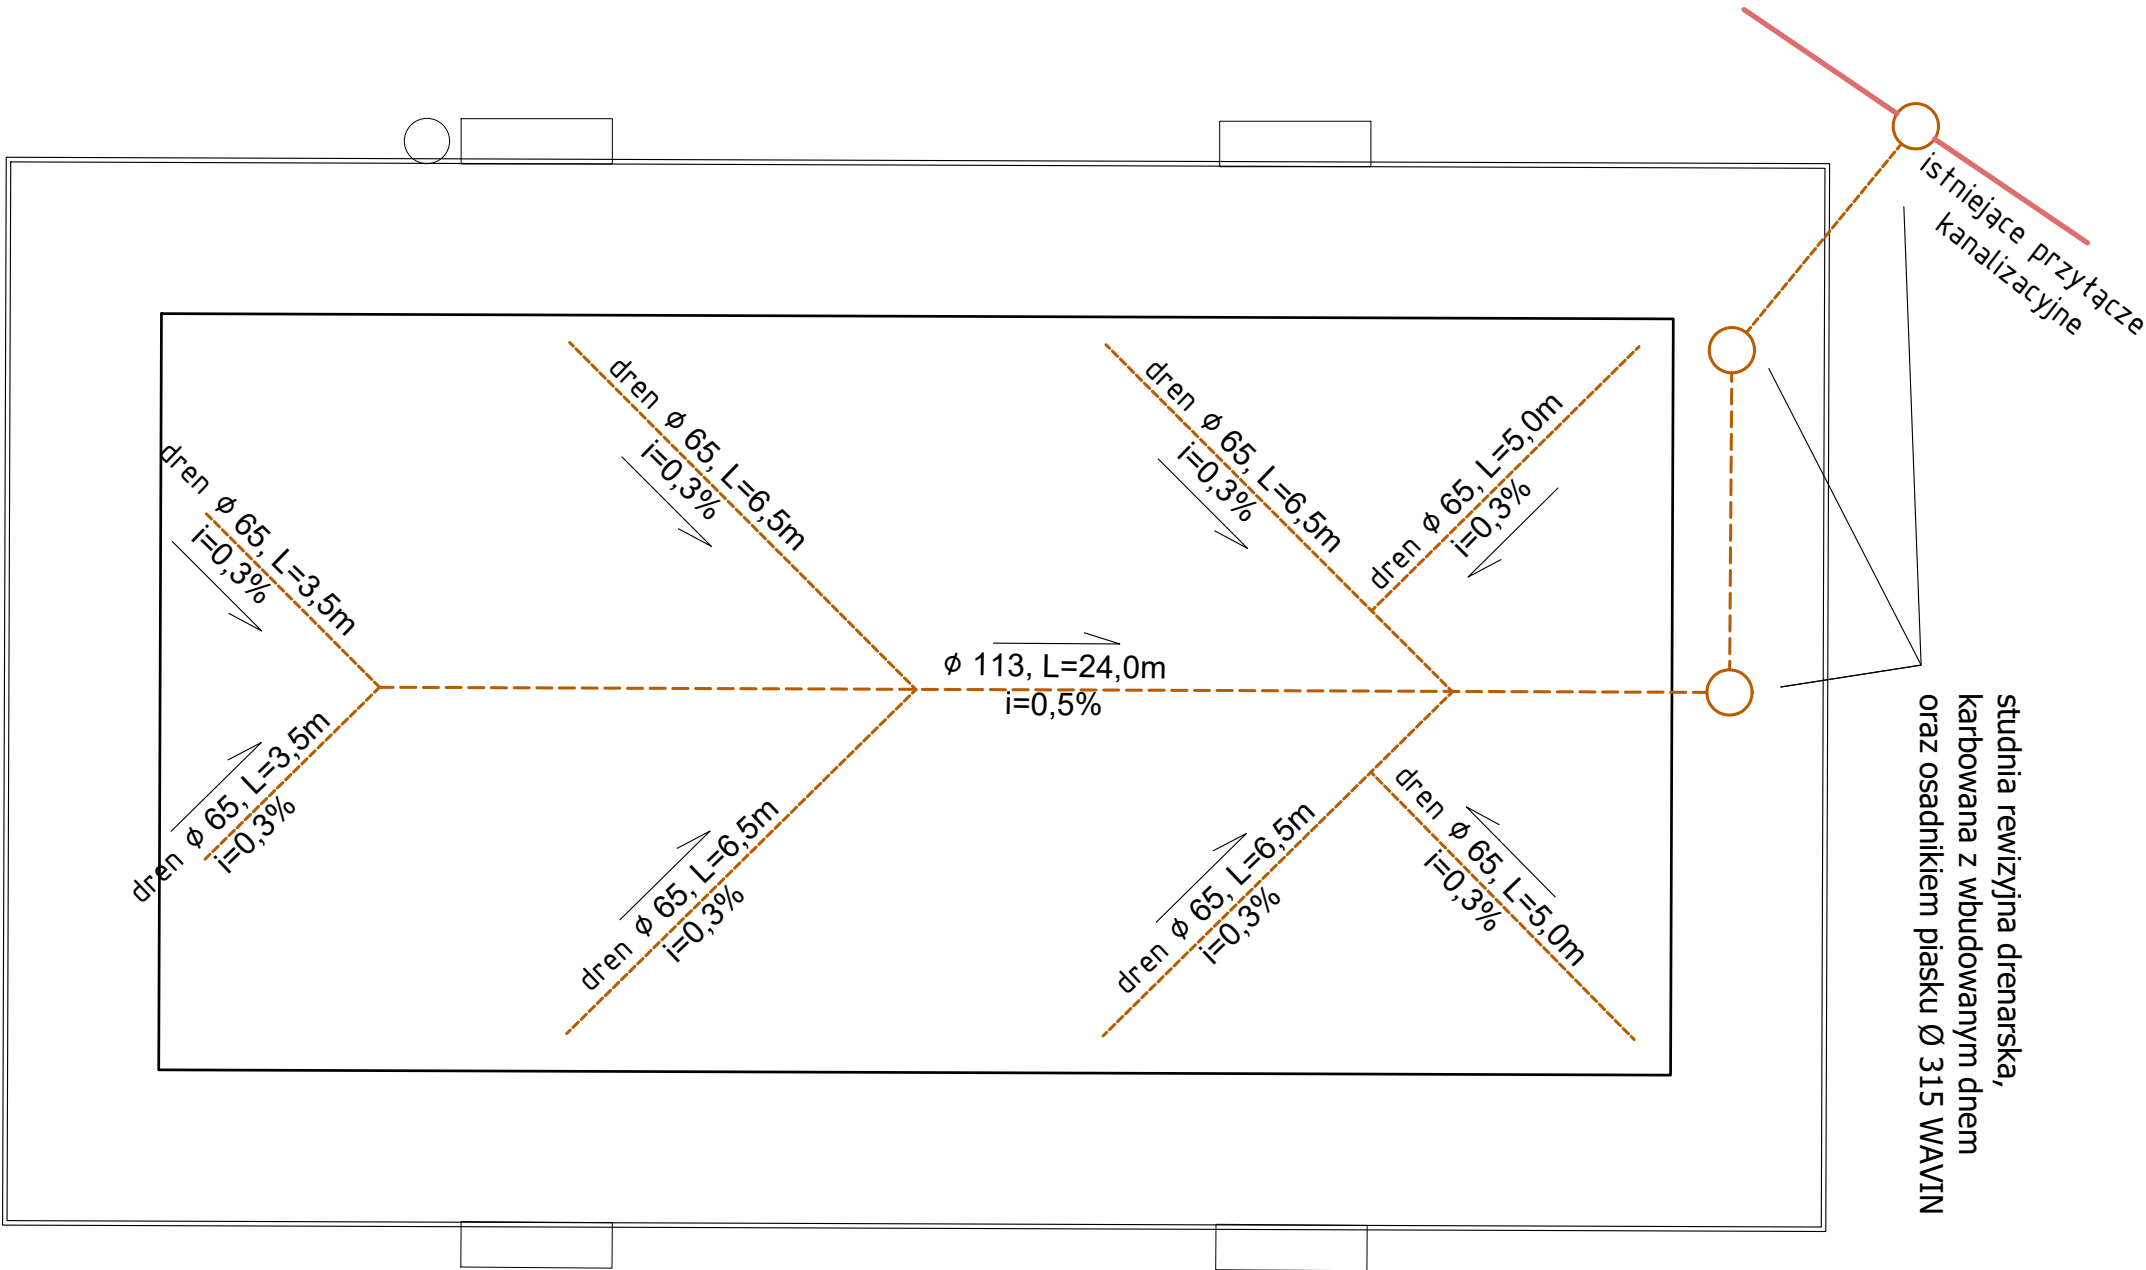 istniejące przyłącze
kanalizacyjne
dren ϕ 65, L=6,5m
i=0,3%
dren ϕ 65, L=6,5m
i=0,3%
dren ϕ 65, L=5,0m
i=0,3%
dren ϕ 65, L=3,5m
i=0,3%
ϕ 113, L=24,0m
i=0,5%
dren ϕ 65, L=3,5m
i=0,3%
dren ϕ 65, L=6,5m
i=0,3%
dren ϕ 65, L=6,5m
i=0,3%
dren ϕ 65, L=5,0m
i=0,3%
studnia rewizyjna drenarska,
karbowana z wbudowanym dnem
oraz osadnikiem piasku Ø 315 WAVIN